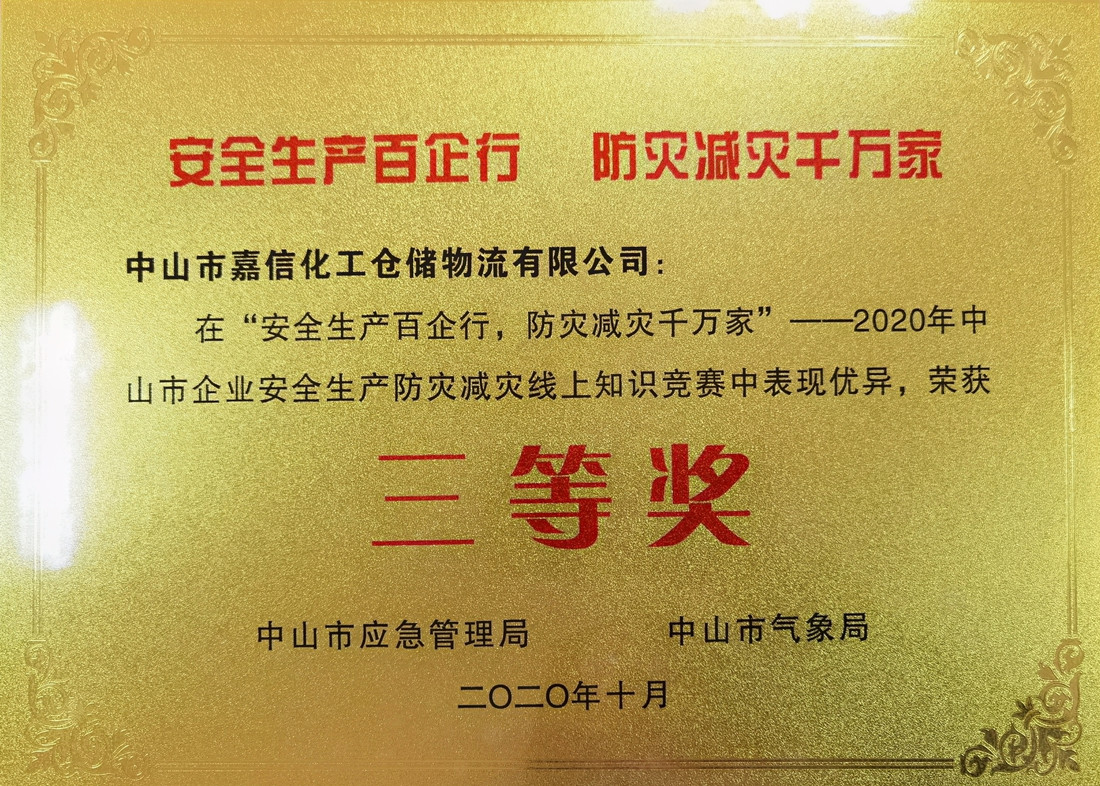 安全生产百企行 防灾减灾千万家
中山市嘉信化工仓储物流有限公司：
在“安全生产百企行，防灾减灾千万家”——2020年中
山市企业安全生产防灾减灾线上知识竞赛中表现优异，荣获
三等奖
中山市应急管理局 中山市气象局
二〇二〇年十月